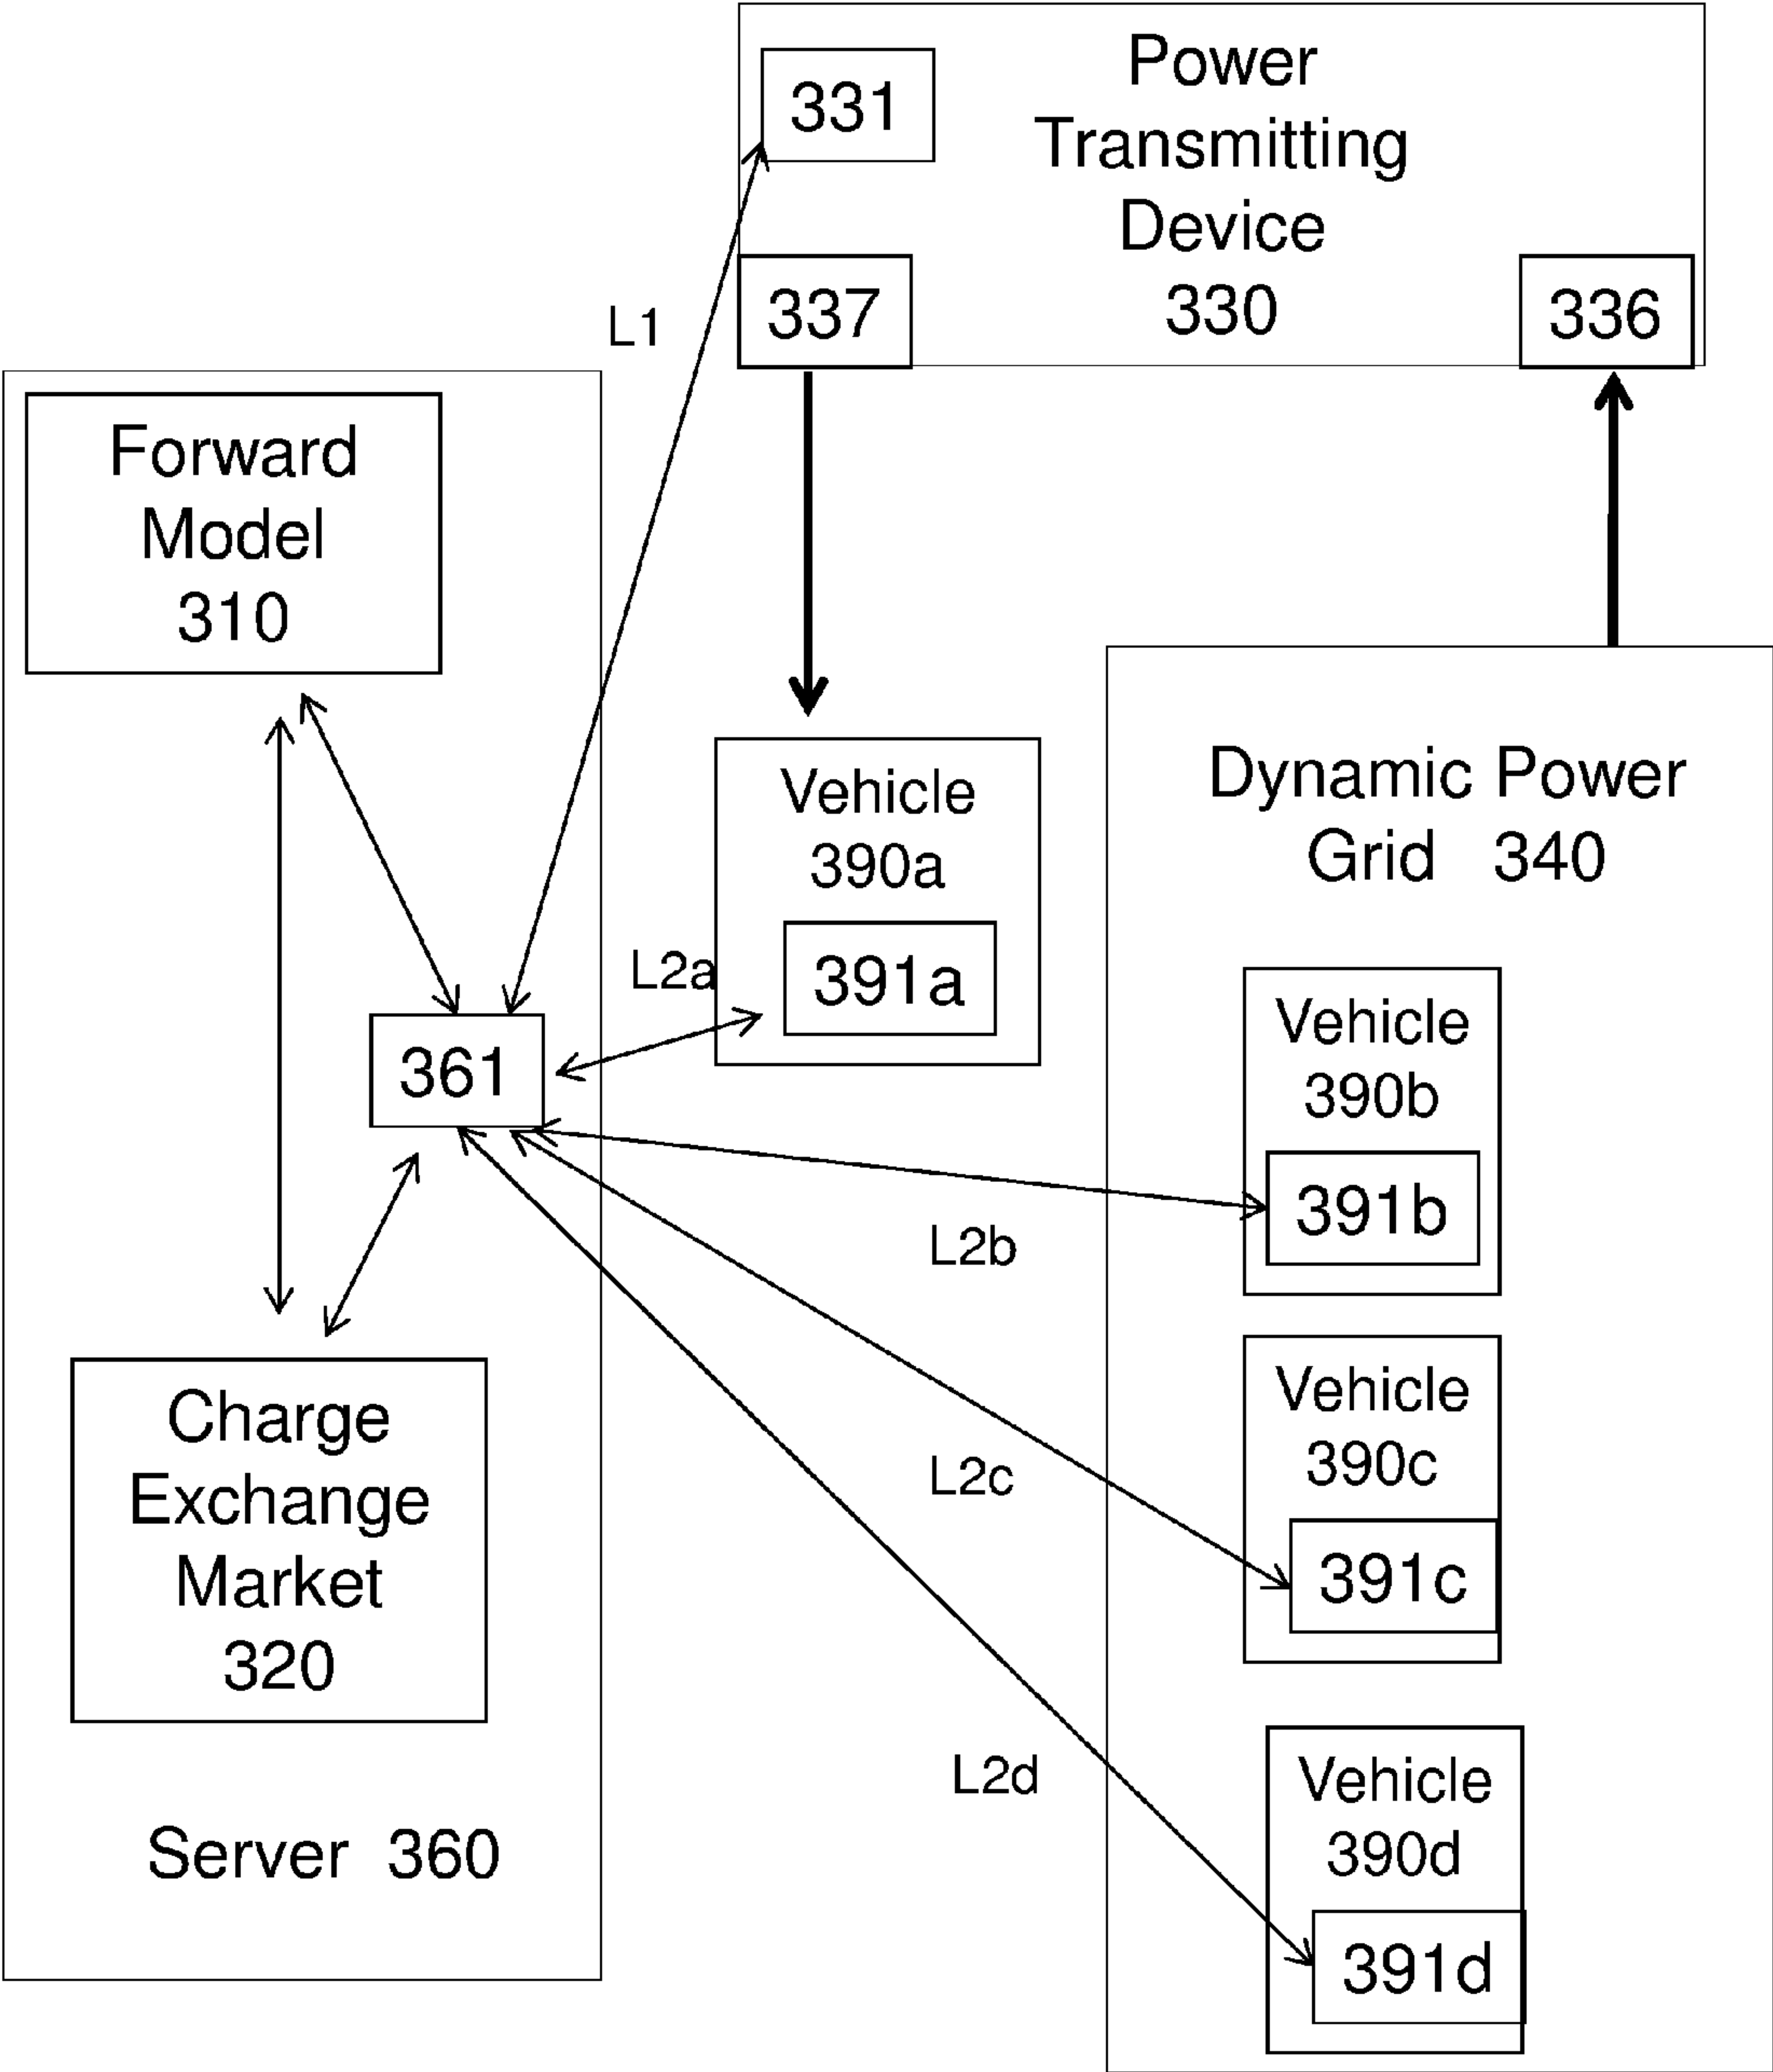 331
Power
Transmitting
Device
330
337
336
L1
Forward
Model
310
Vehicle
390a
391a
L2a
361
Dynamic Power
Grid 340
Vehicle
390b
391b
L2b
Vehicle
390c
391c
L2c
Charge
Exchange
Market
320
Vehicle
390d
391d
L2d
Server 360